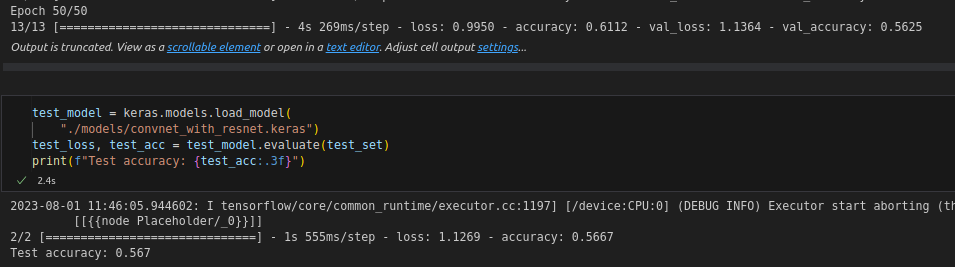 Epoch 50/50
13/13 [==============================] - 4s 269ms/step - loss: 0.9950 - accuracy: 0.6112 - val_loss: 1.1364 - val_accuracy: 0.5625
Output is truncated. View as a scrollable element or open in a text editor. Adjust cell output settings...
test_model = keras.models.load_model(
    "./models/convnet_with_resnet.keras")
test_loss, test_acc = test_model.evaluate(test_set)
print(f"Test accuracy: {test_acc:.3f}")
2.4s
2023-08-01 11:46:05.944602: I tensorflow/core/common_runtime/executor.cc:1197] [/device:CPU:0] (DEBUG INFO) Executor start aborting (th
	 [[{{node Placeholder/_0}}]]
2/2 [==============================] - 1s 555ms/step - loss: 1.1269 - accuracy: 0.5667
Test accuracy: 0.567